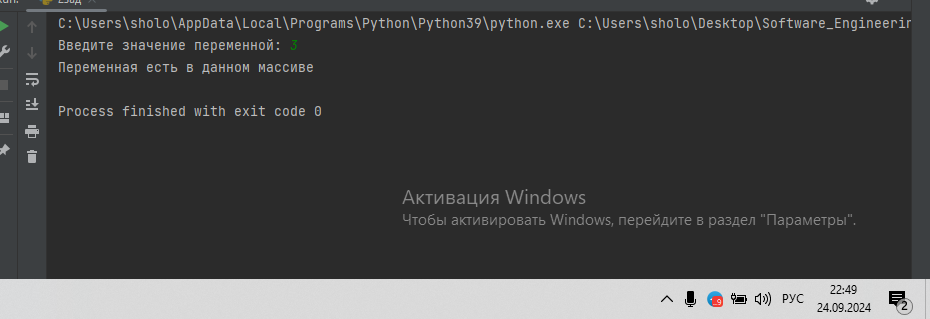 C:\Users\sholo\AppData\Local\Programs\Python\Python39\python.exe C:\Users\sholo\Desktop\Software_Engineerin
Введите значение переменной: 3
Переменная есть в данном массиве
Process finished with exit code 0
Активация Windows
Чтобы активировать Windows, перейдите в раздел "Параметры".
22:49
РУС
24.09.2024
2